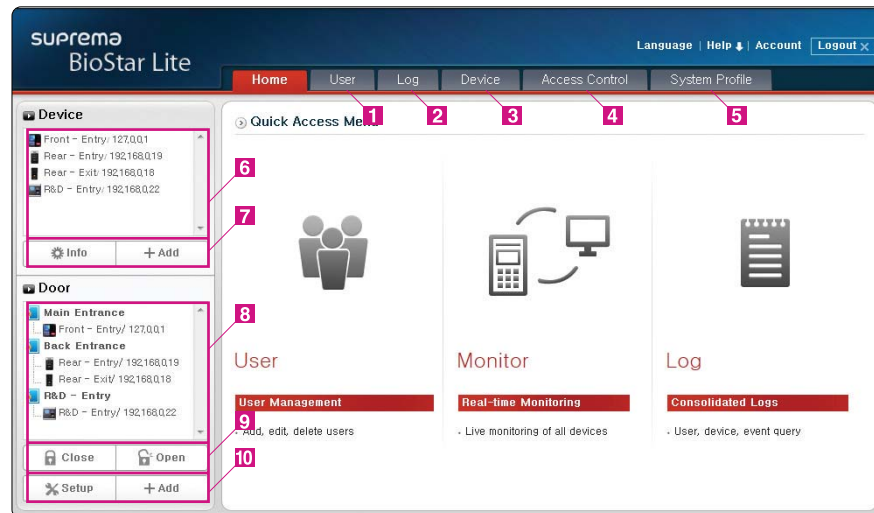 suprema
BioStar Lite
Language | Help | Account Logout x
Home User Log Device Access Control System Profile
1 2 3 4 5
Device
Front - Entry/ 127,0,0,1
Rear - Entry/ 192,168,0,19
Rear - Exit/ 192,168,0,18
R&D - Entry/ 192,168,0,22
6
7
Info + Add
Door
Main Entrance
Front - Entry/ 127,0,0,1
Back Entrance
Rear - Entry/ 192,168,0,19
Rear - Exit/ 192,168,0,18
R&D - Entry
R&D - Entry/ 192,168,0,22
8
9
Close Open
10
Setup + Add
Quick Access Menu
User
User Management
Add, edit, delete users
Monitor
Real-time Monitoring
Live monitoring of all devices
Log
Consolidated Logs
User, device, event query